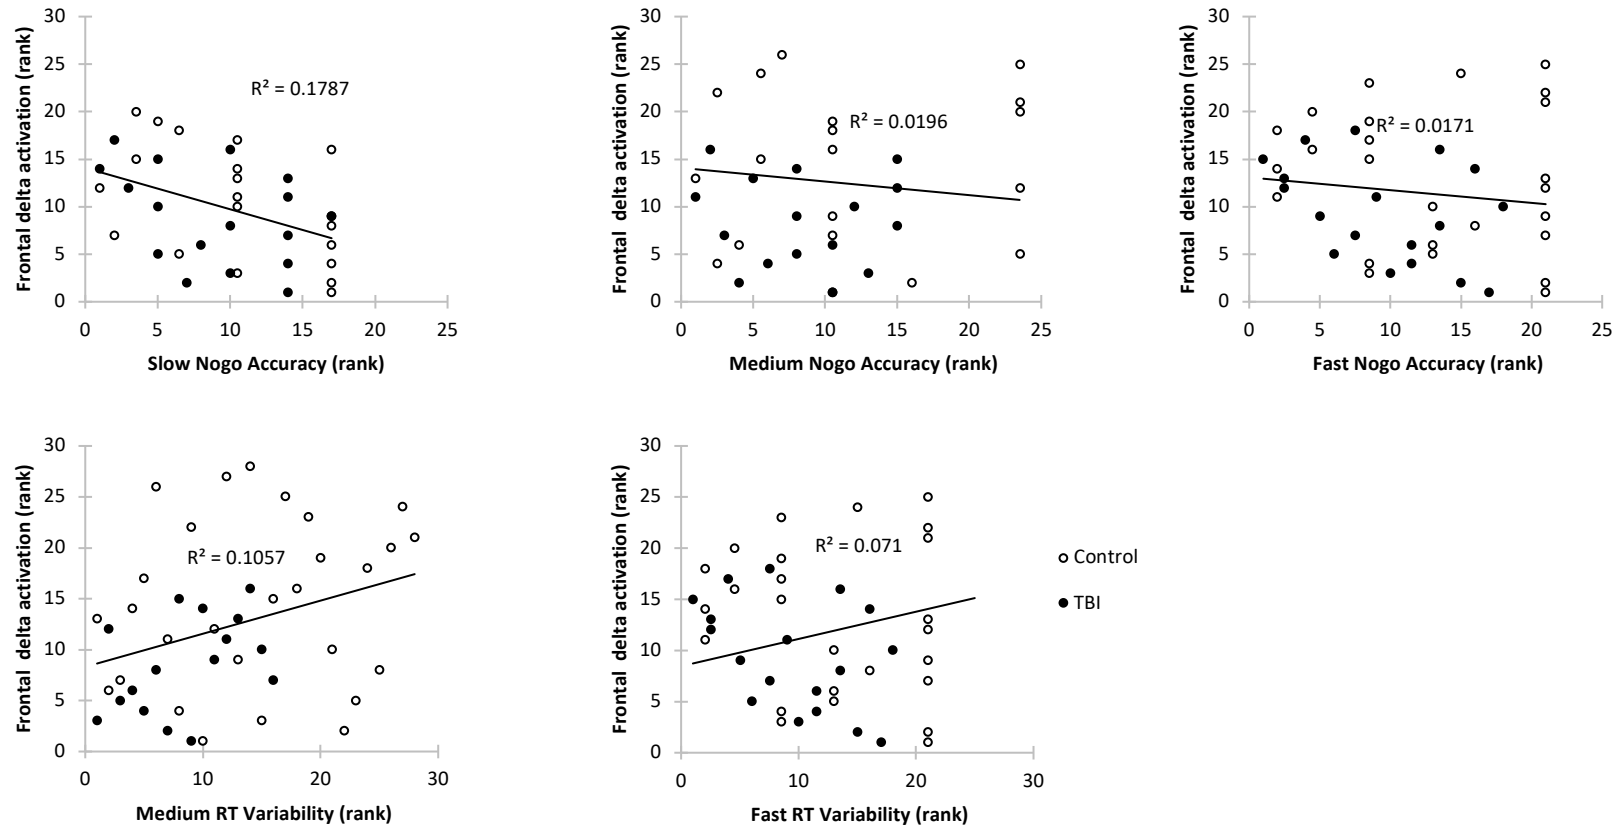 Frontal delta activation (rank)
30
25
20
15
10
5
0
R² = 0.1787
0 5 10 15 20 25
Slow Nogo Accuracy (rank)
Frontal delta activation (rank)
30
25
20
15
10
5
0
R² = 0.0196
0 5 10 15 20 25
Medium Nogo Accuracy (rank)
Frontal delta activation (rank)
30
25
20
15
10
5
0
R² = 0.0171
0 5 10 15 20 25
Fast Nogo Accuracy (rank)
Frontal delta activation (rank)
30
25
20
15
10
5
0
R² = 0.1057
0 10 20 30
Medium RT Variability (rank)
Frontal delta activation (rank)
30
25
20
15
10
5
0
R² = 0.071
0 10 20 30
Fast RT Variability (rank)
Control
TBI